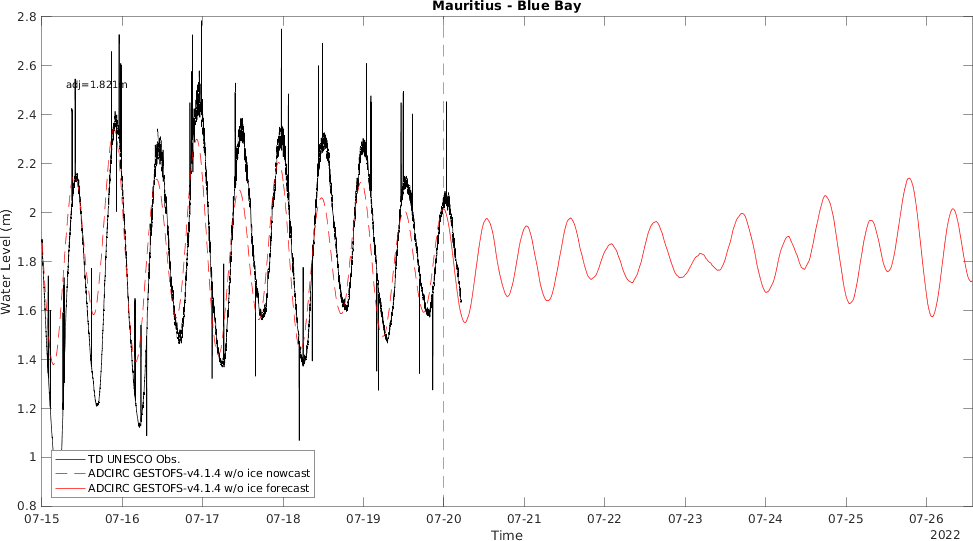 Mauritius - Blue Bay
2.8
2.6
adj=1.821m
2.4
2.2
2
1.8
1.6
1.4
1.2
1
0.8
Water Level (m)
TD UNESCO Obs.
ADCIRC GESTOFS-v4.1.4 w/o ice nowcast
ADCIRC GESTOFS-v4.1.4 w/o ice forecast
07-15 07-16 07-17 07-18 07-19 07-20 07-21 07-22 07-23 07-24 07-25 07-26
Time
2022